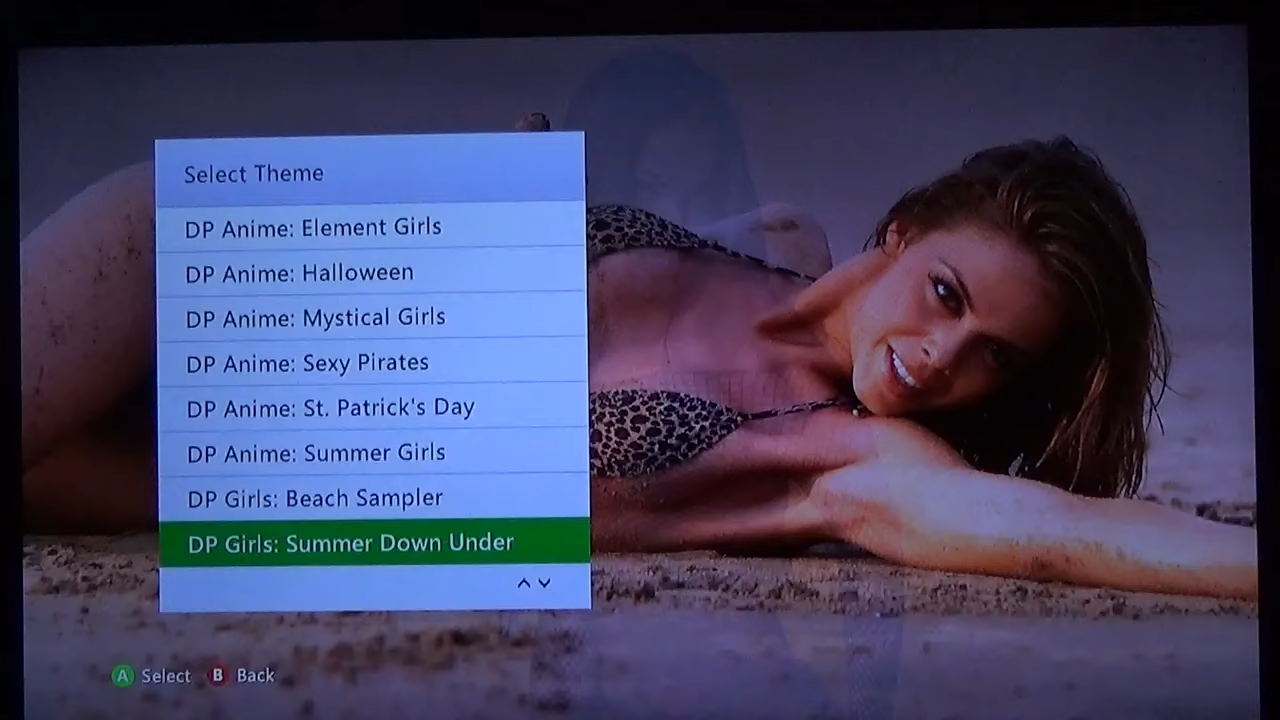 Select Theme
DP Anime: Element Girls
DP Anime: Halloween
DP Anime: Mystical Girls
DP Anime: Sexy Pirates
DP Anime: St. Patrick's Day
DP Anime: Summer Girls
DP Girls: Beach Sampler
DP Girls: Summer Down Under
A Select B Back